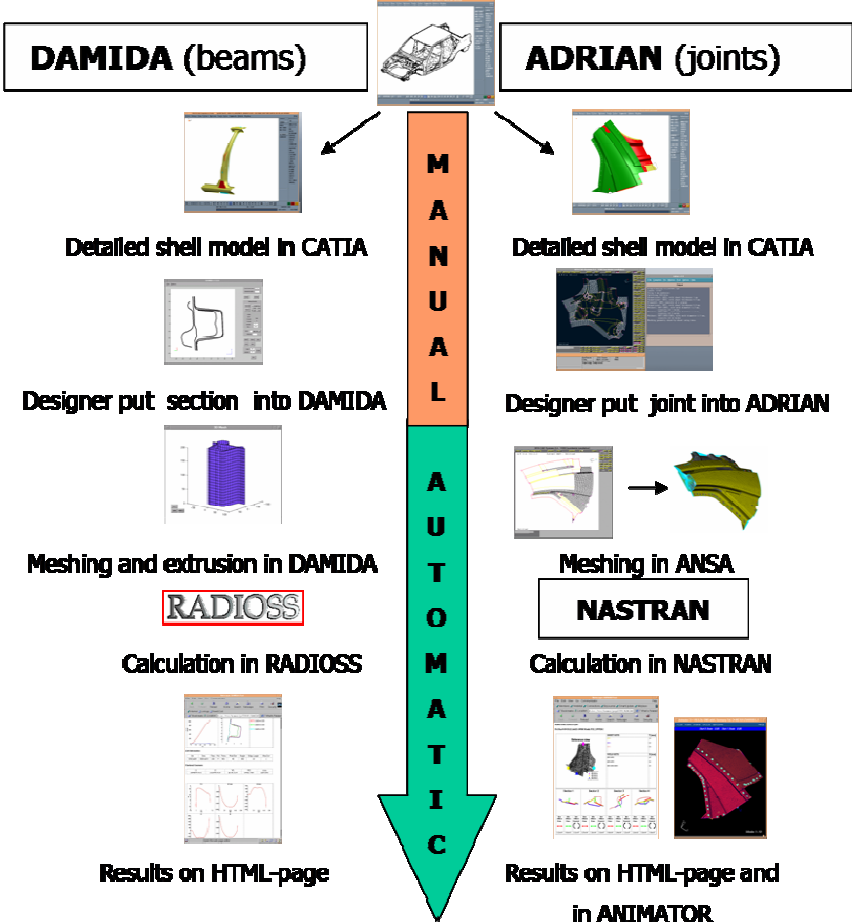 DAMIDA (beams)
ADRIAN (joints)
MANUAL
Detailed shell model in CATIA
Detailed shell model in CATIA
Designer put section into DAMIDA
Designer put joint into ADRIAN
AUTOMATIC
Meshing and extrusion in DAMIDA
Meshing in ANSA
RADIOSS
NASTRAN
Calculation in RADIOSS
Calculation in NASTRAN
Results on HTML-page
Results on HTML-page and
in ANIMATOR